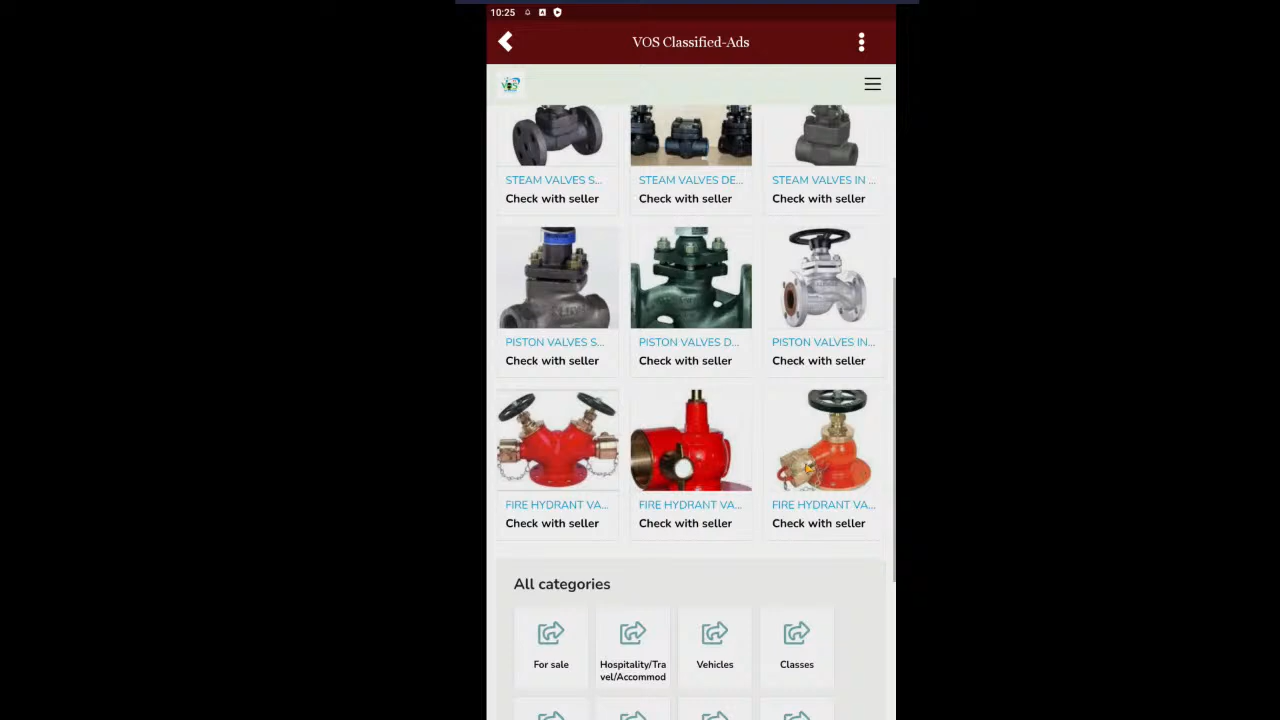 10:25
VOS Classified-Ads
VOS
STEAM VALVES S... STEAM VALVES DE... STEAM VALVES IN ...
Check with seller Check with seller Check with seller
PISTON VALVES S... PISTON VALVES D... PISTON VALVES IN...
Check with seller Check with seller Check with seller
FIRE HYDRANT VA... FIRE HYDRANT VA... FIRE HYDRANT VA...
Check with seller Check with seller Check with seller
All categories
For sale Hospitality/Tra Vehicles Classes
vel/Accommod